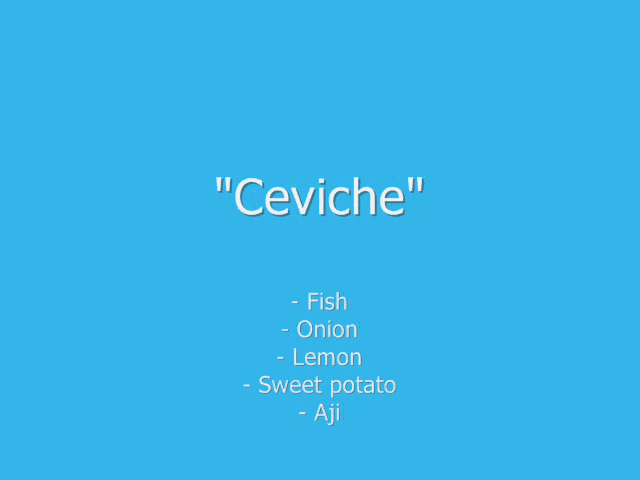 "Ceviche"
- Fish
- Onion
- Lemon
- Sweet potato
- Aji